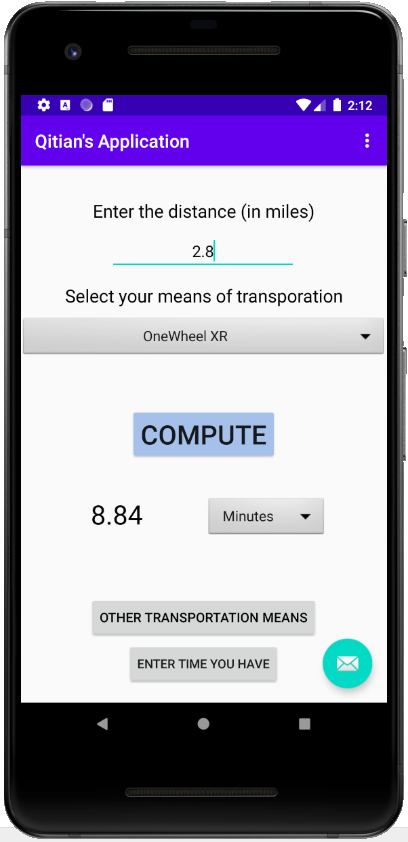 2:12
Qitian's Application
Enter the distance (in miles)
2.8
Select your means of transporation
OneWheel XR
COMPUTE
8.84 Minutes
OTHER TRANSPORTATION MEANS
ENTER TIME YOU HAVE